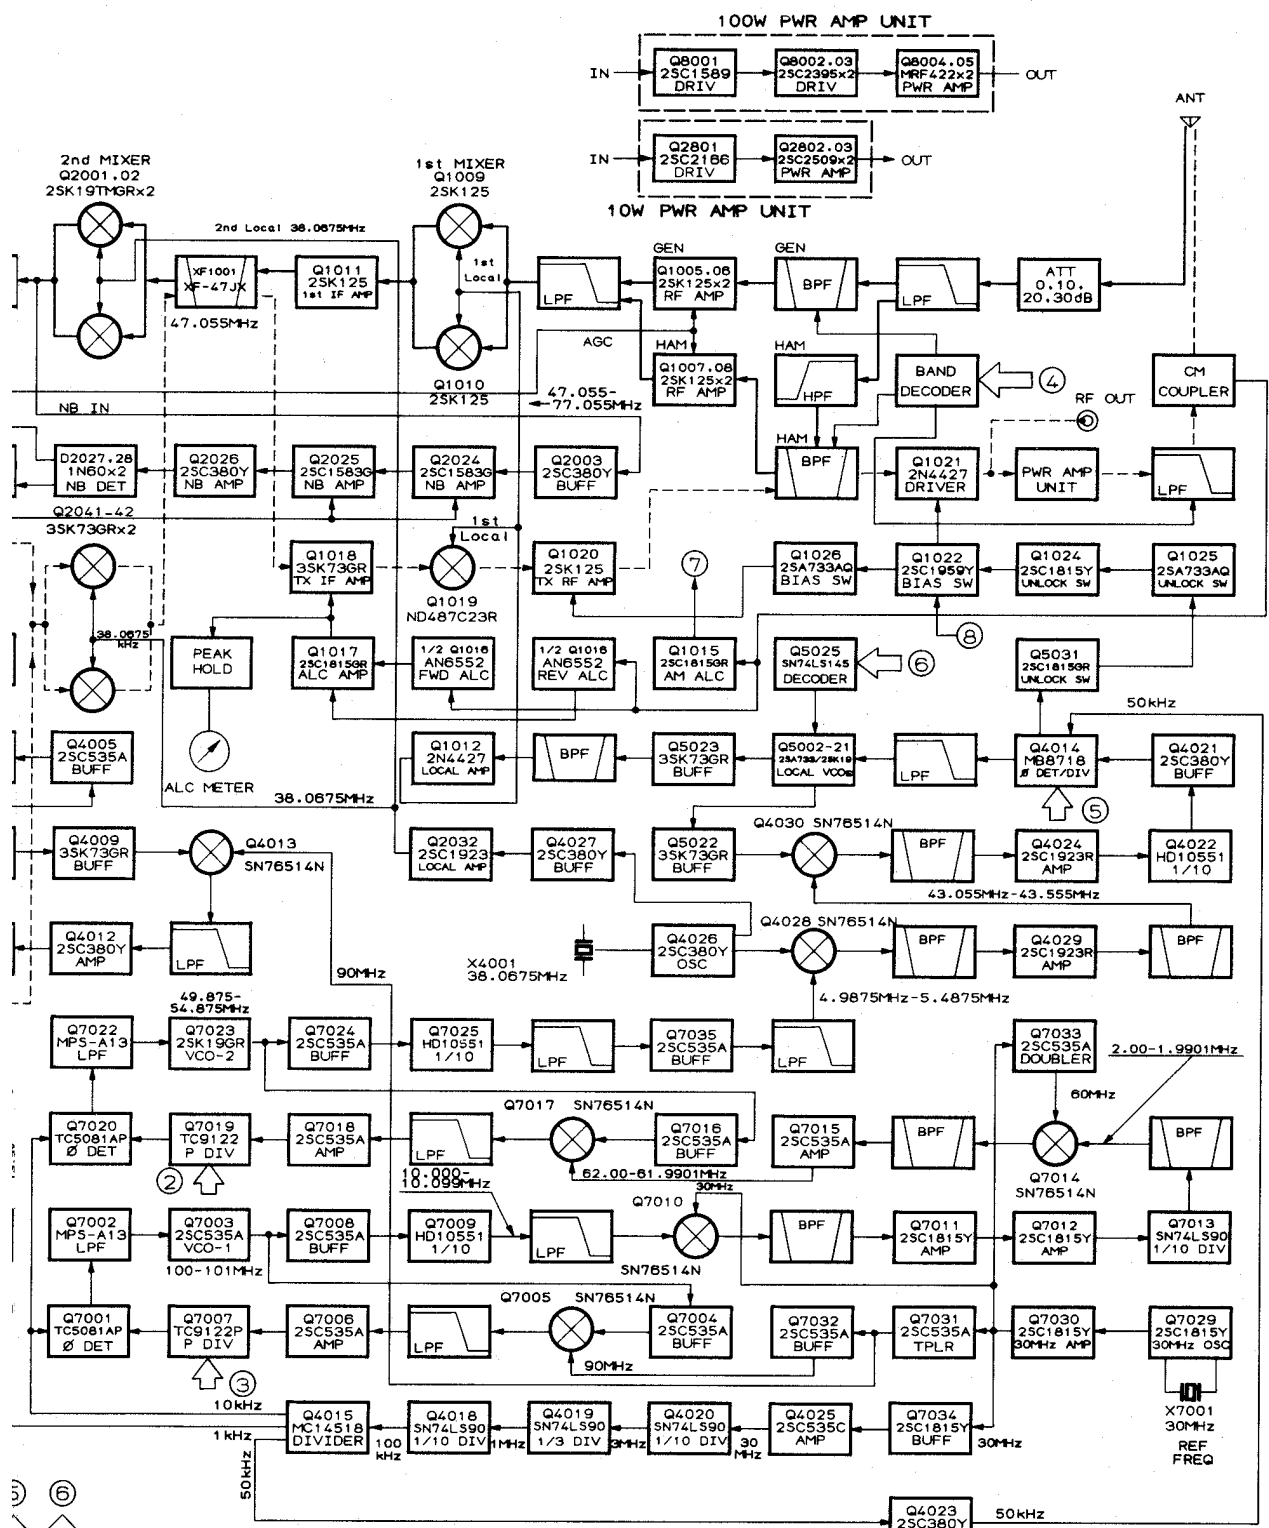 100W PWR AMP UNIT
IN
Q8001
2SC1589
DRIV
Q8002.03
2SC2395x2
DRIV
Q8004.05
MRF422x2
PWR AMP
OUT
ANT
IN
Q2801
2SC2166
DRIV
Q2802.03
2SC2509x2
PWR AMP
OUT
10W PWR AMP UNIT
2nd MIXER
Q2001.02
2SK19TMGRx2
1st MIXER
Q1009
2SK125
2nd Local 38.0675MHz
XF1001
XF-47JX
47.055MHz
Q1011
2SK125
1st IF AMP
1st
Local
Q1010
2SK125
LPF
GEN
Q1005.06
2SK125x2
RF AMP
GEN
BPF
LPF
ATT
0.10.
20.30dB
AGC
HAM
Q1007.08
2SK125x2
RF AMP
HAM
HPF
BAND
DECODER
④
CM
COUPLER
47.055-
77.055MHz
RF OUT
NB IN
D2027.28
1N60x2
NB DET
Q2026
2SC380Y
NB AMP
Q2025
2SC1583G
NB AMP
Q2024
2SC1583G
NB AMP
Q2003
2SC380Y
BUFF
HAM
BPF
Q1021
2N4427
DRIVER
PWR AMP
UNIT
LPF
Q2041-42
3SK73GRx2
1st
Local
Q1018
3SK73GR
TX IF AMP
Q1019
ND487C23R
Q1020
2SK125
TX RF AMP
⑦
Q1026
2SA733AQ
BIAS SW
Q1022
2SC1959Y
BIAS SW
Q1024
2SC1815Y
UNLOCK SW
Q1025
2SA733AQ
UNLOCK SW
⑧
38.0675
kHz
PEAK
HOLD
Q1017
2SC1815GR
ALC AMP
1/2 Q1016
AN6552
FWD ALC
1/2 Q1016
AN6552
REV ALC
Q1015
2SC1815GR
AM ALC
Q5025
SN74LS145
DECODER
⑥
Q5031
2SC1815GR
UNLOCK SW
50kHz
Q4005
2SC535A
BUFF
ALC METER
Q1012
2N4427
LOCAL AMP
BPF
Q5023
3SK73GR
BUFF
Q5002-21
2SA733/2SK19
LOCAL VCOs
LPF
Q4014
MB8718
Ø DET/DIV
Q4021
2SC380Y
BUFF
38.0675MHz
⑤
Q4009
3SK73GR
BUFF
Q4013
SN76514N
Q2032
2SC1923
LOCAL AMP
Q4027
2SC380Y
BUFF
Q5022
3SK73GR
BUFF
Q4030 SN76514N
BPF
Q4024
2SC1923R
AMP
Q4022
HD10551
1/10
43.055MHz-43.555MHz
Q4012
2SC380Y
AMP
LPF
90MHz
X4001
38.0675MHz
Q4026
2SC380Y
OSC
Q4028 SN76514N
BPF
Q4029
2SC1923R
AMP
BPF
4.9875MHz-5.4875MHz
49.875-
54.875MHz
Q7022
MPS-A13
LPF
Q7023
2SK19GR
VCO-2
Q7024
2SC535A
BUFF
Q7025
HD10551
1/10
LPF
Q7035
2SC535A
BUFF
LPF
Q7033
2SC535A
DOUBLER
2.00-1.9901MHz
60MHz
Q7020
TC5081AP
Ø DET
Q7019
TC9122
P DIV
②
Q7018
2SC535A
AMP
LPF
Q7017
SN76514N
Q7016
2SC535A
BUFF
Q7015
2SC535A
AMP
BPF
Q7014
SN76514N
BPF
62.00-61.9901MHz
10.000-
10.099MHz
30MHz
Q7010
Q7002
MPS-A13
LPF
Q7003
2SC535A
VCO-1
100-101MHz
Q7008
2SC535A
BUFF
Q7009
HD10551
1/10
LPF
SN76514N
BPF
Q7011
2SC1815Y
AMP
Q7012
2SC1815Y
AMP
Q7013
SN74LS90
1/10 DIV
Q7001
TC5081AP
Ø DET
Q7007
TC9122P
P DIV
③
Q7006
2SC535A
AMP
LPF
Q7005
SN76514N
90MHz
Q7004
2SC535A
BUFF
Q7032
2SC535A
BUFF
Q7031
2SC535A
TPLR
Q7030
2SC1815Y
30MHz AMP
Q7029
2SC1815Y
30MHz OSC
X7001
30MHz
REF
FREQ
10kHz
1kHz
50kHz
Q4015
MC14518
DIVIDER
100
kHz
Q4018
SN74LS90
1/10 DIV
1MHz
Q4019
SN74LS90
1/3 DIV
3MHz
Q4020
SN74LS90
1/10 DIV
30
MHz
Q4025
2SC535C
AMP
Q7034
2SC1815Y
BUFF
30MHz
⑤
⑥
Q4023
2SC380Y
50kHz